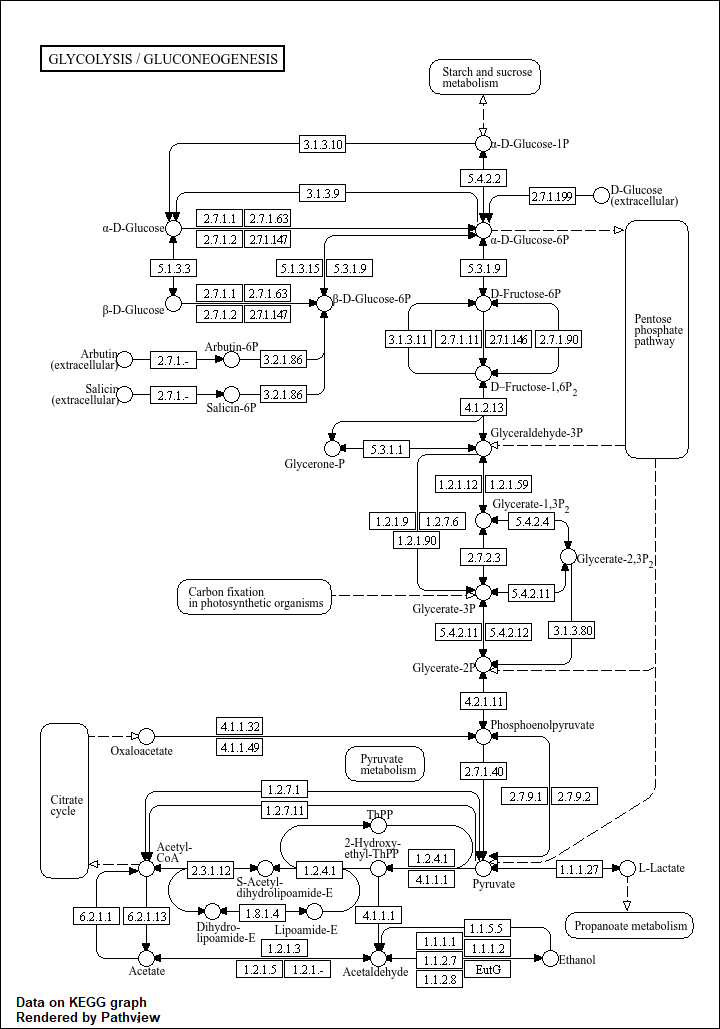 GLYCOLYSIS / GLUCONEOGENESIS
Starch and sucrose
metabolism
3.1.3.10
α-D-Glucose-1P
5.4.2.2
3.1.3.9
2.7.1.199
D-Glucose
(extracellular)
2.7.1.1
2.7.1.63
α-D-Glucose
2.7.1.2
2.7.1.147
α-D-Glucose-6P
5.1.3.3
5.1.3.15
5.3.1.9
5.3.1.9
2.7.1.1
2.7.1.63
D-Fructose-6P
β-D-Glucose
2.7.1.2
2.7.1.147
β-D-Glucose-6P
Pentose
phosphate
pathway
3.1.3.11
2.7.1.11
2.7.1.146
2.7.1.90
Arbutin
(extracellular)
2.7.1.-
Arbutin-6P
3.2.1.86
Salicin
(extracellular)
2.7.1.-
Salicin-6P
3.2.1.86
D-Fructose-1,6P2
4.1.2.13
Glyceraldehyde-3P
5.3.1.1
Glycerone-P
1.2.1.12
1.2.1.59
Glycerate-1,3P2
1.2.1.9
1.2.7.6
5.4.2.4
1.2.1.90
2.7.2.3
Glycerate-2,3P2
Carbon fixation
in photosynthetic organisms
5.4.2.11
Glycerate-3P
5.4.2.11
5.4.2.12
3.1.3.80
Glycerate-2P
4.2.1.11
4.1.1.32
Phosphoenolpyruvate
Oxaloacetate
4.1.1.49
Pyruvate
metabolism
2.7.1.40
Citrate
cycle
1.2.7.1
2.7.9.1
2.7.9.2
1.2.7.11
ThPP
Acetyl-
CoA
2-Hydroxy-
ethyl-ThPP
1.2.4.1
2.3.1.12
1.2.4.1
4.1.1.1
1.1.1.27
L-Lactate
S-Acetyl-
dihydrolipoamide-E
Pyruvate
6.2.1.1
6.2.1.13
1.8.1.4
4.1.1.1
Dihydro-
lipoamide-E
Lipoamide-E
Propanoate metabolism
1.1.5.5
1.2.1.3
1.1.1.1
1.1.1.2
Acetate
1.2.1.5
1.2.1.-
Acetaldehyde
1.1.2.7
EutG
Ethanol
1.1.2.8
Data on KEGG graph
Rendered by Pathview